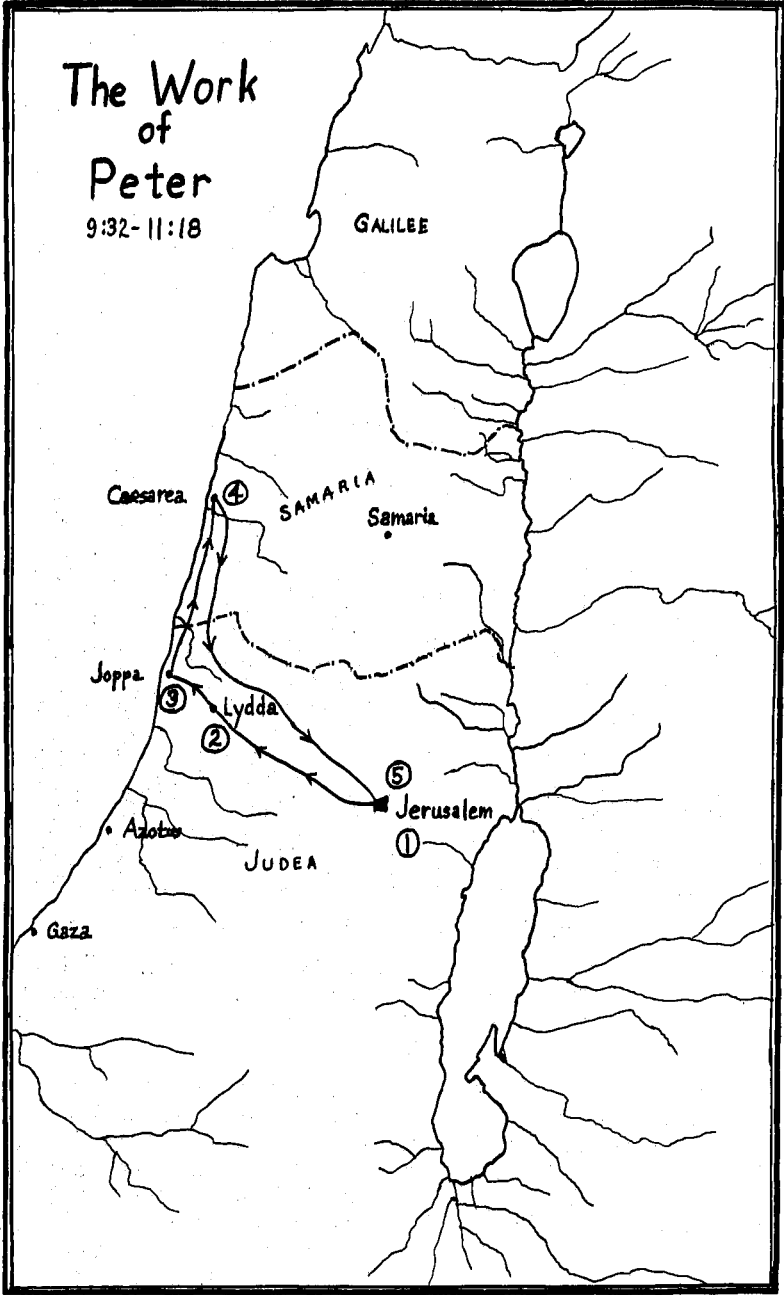 The Work
of
Peter
9:32-11:18
GALILEE
Caesarea
④
SAMARIA
Samaria
Joppa
③
Lydda
②
⑤
Jerusalem
①
Azotus
JUDEA
Gaza